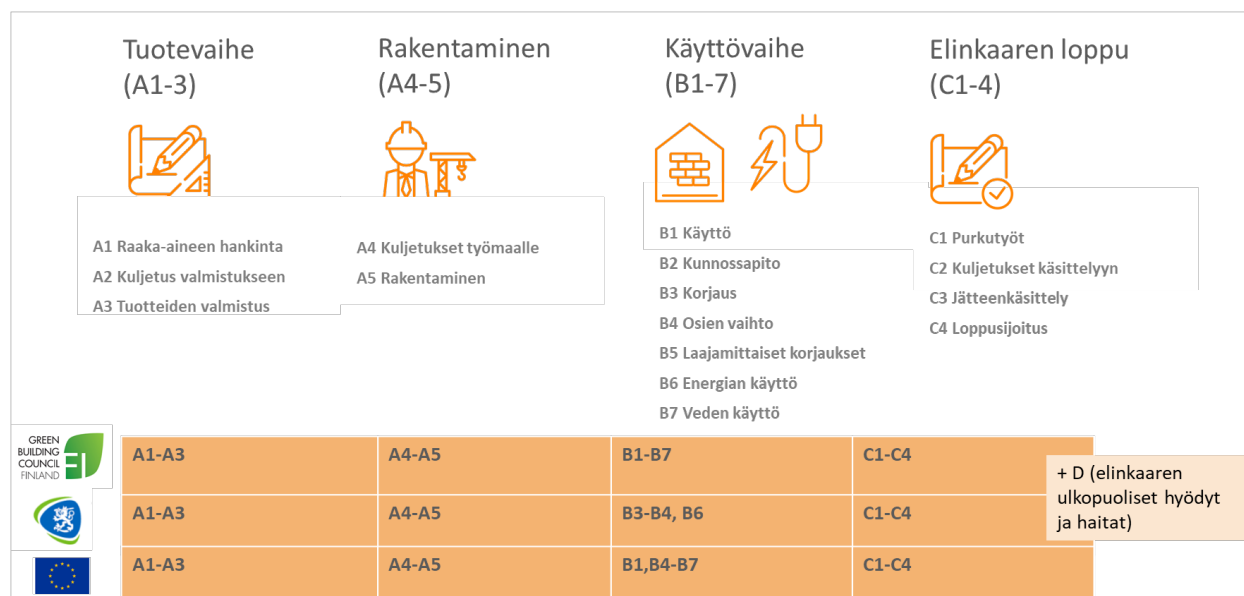 Tuotevaihe
(A1-3)
Rakentaminen
(A4-5)
Käyttövaihe
(B1-7)
Elinkaaren loppu
(C1-4)
A1 Raaka-aineen hankinta
A2 Kuljetus valmistukseen
A3 Tuotteiden valmistus
A4 Kuljetukset työmaalle
A5 Rakentaminen
B1 Käyttö
B2 Kunnossapito
B3 Korjaus
B4 Osien vaihto
B5 Laajamittaiset korjaukset
B6 Energian käyttö
B7 Veden käyttö
C1 Purkutyöt
C2 Kuljetukset käsittelyyn
C3 Jätteenkäsittely
C4 Loppusijoitus
GREEN
BUILDING
COUNCIL
FINLAND
FI
A1-A3
A4-A5
B1-B7
C1-C4
+ D (elinkaaren
ulkopuoliset hyödyt
ja haitat)
A1-A3
A4-A5
B3-B4, B6
C1-C4
A1-A3
A4-A5
B1,B4-B7
C1-C4